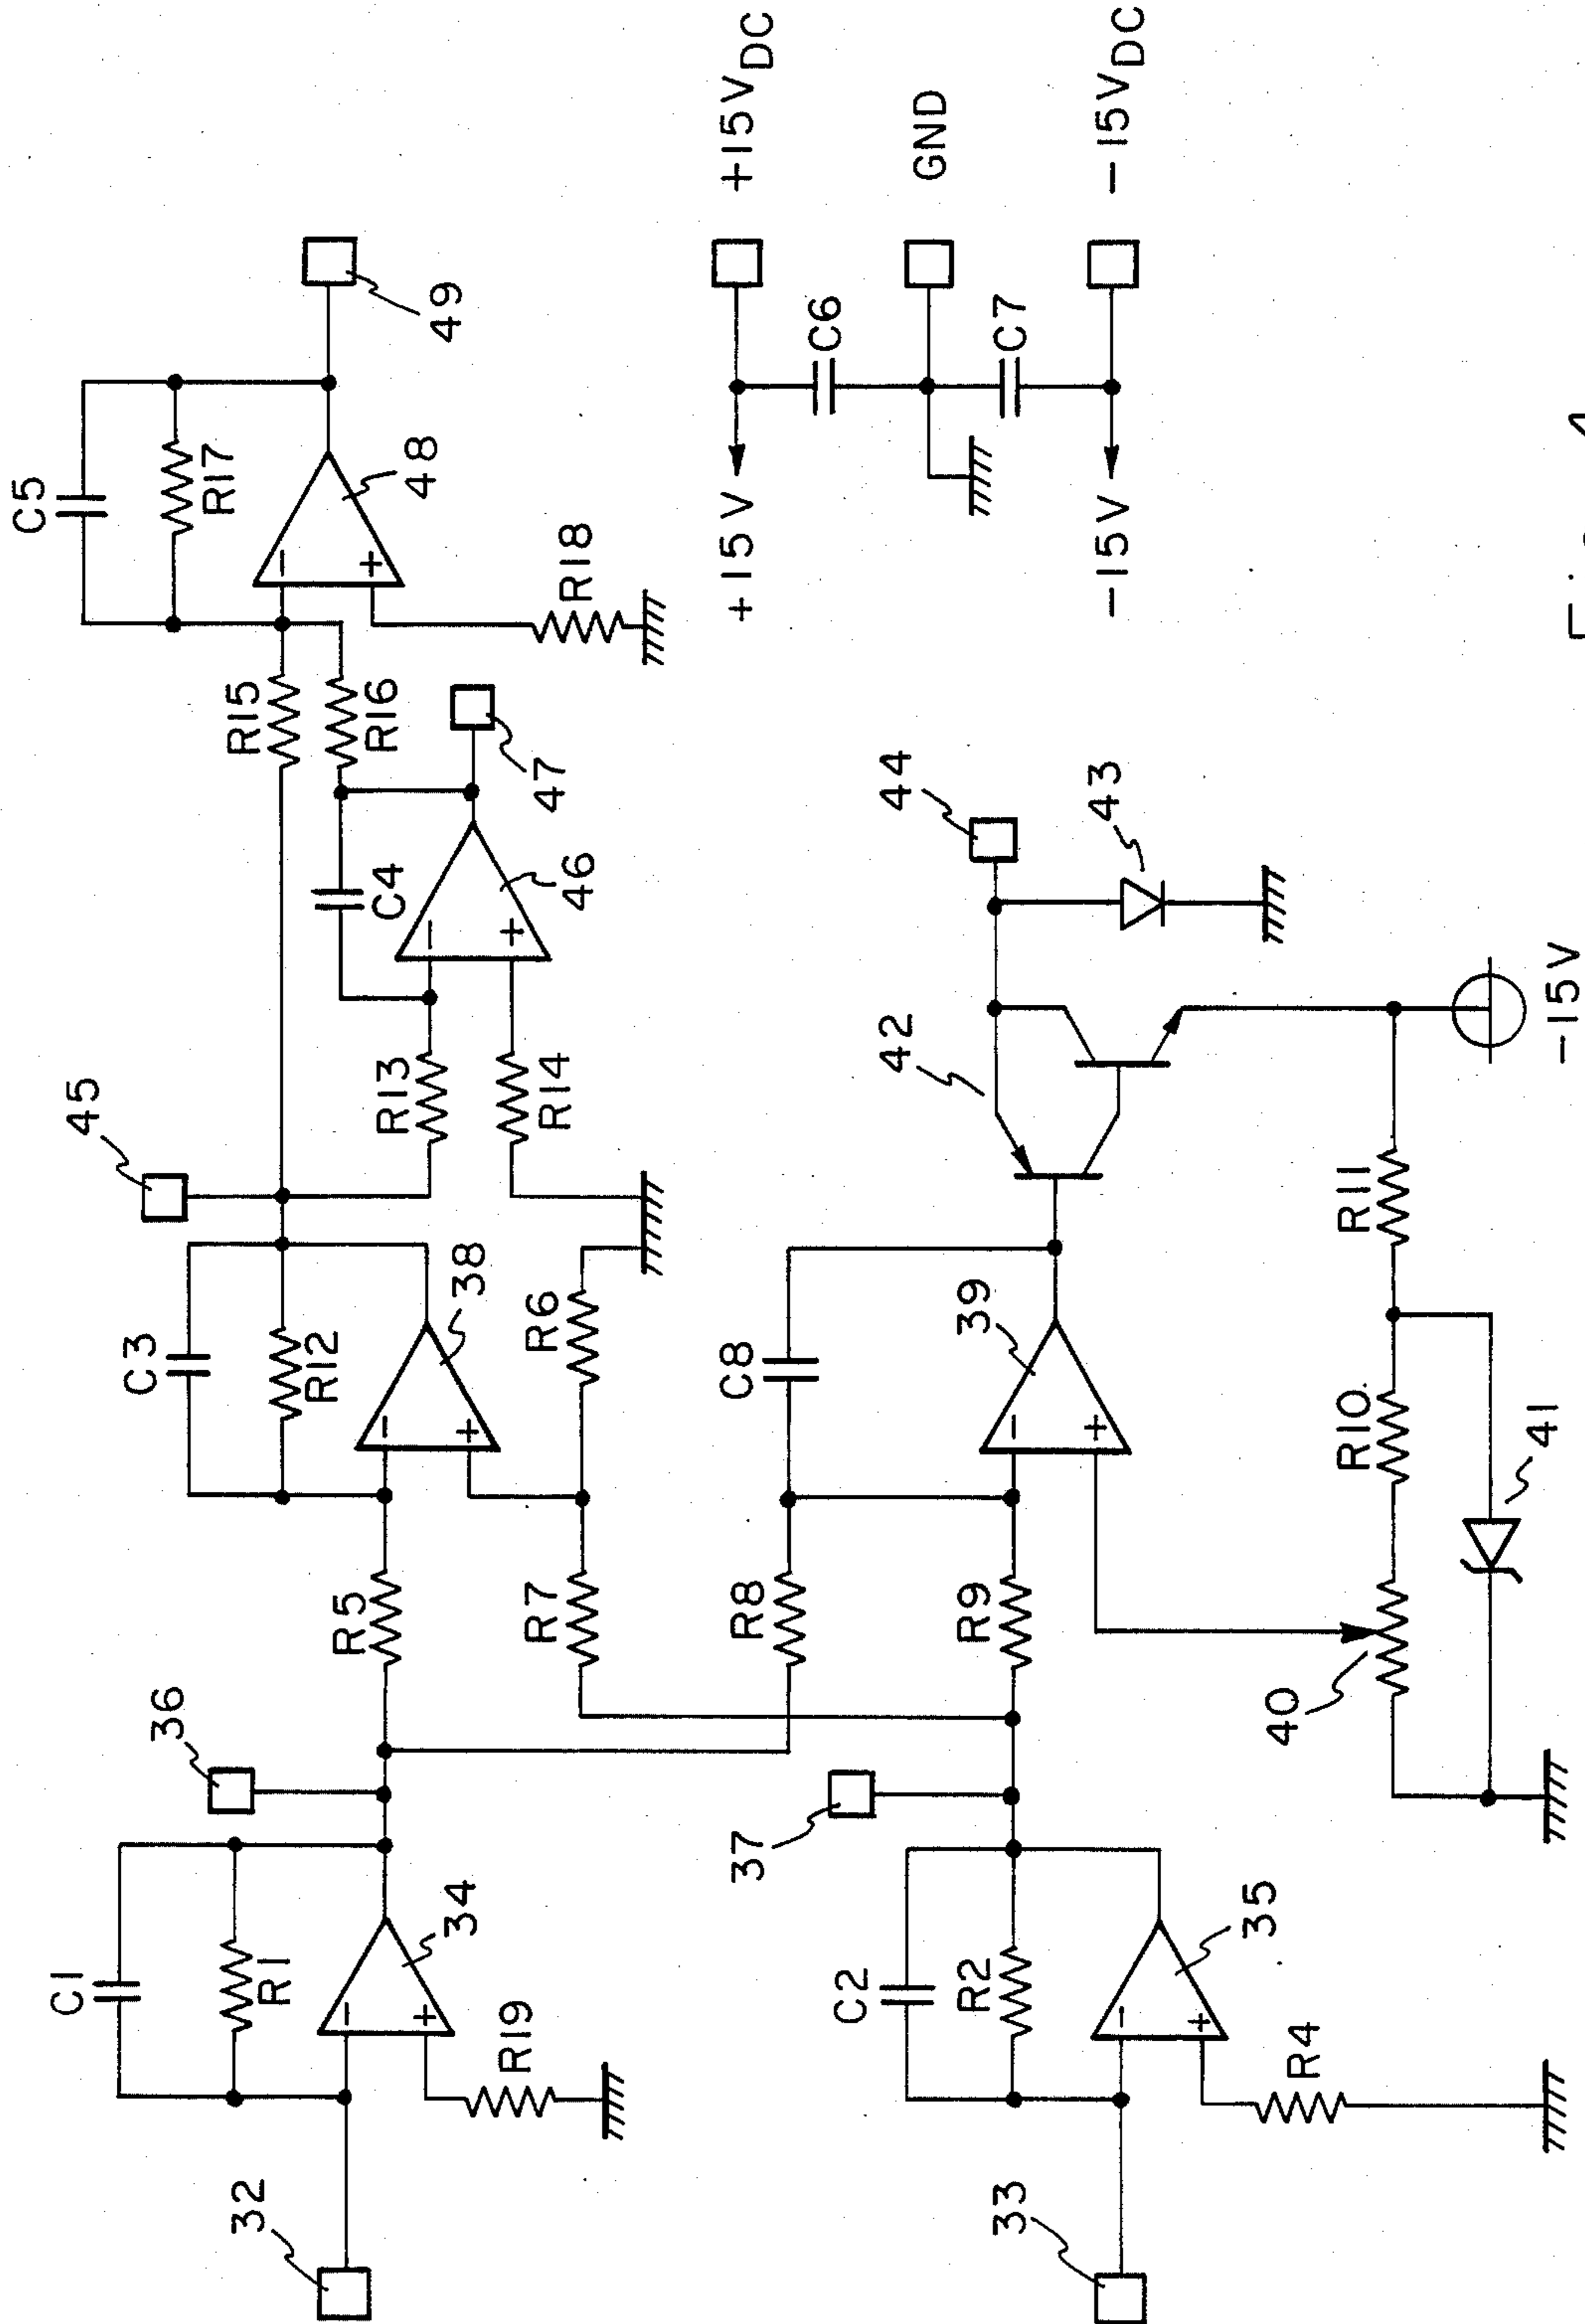 C5
C1
45
C3
36
R17
R15
32
R1
R12
R5
R13
C4
R16
48
49
34
38
46
47
R14
R19
R7
R6
R18
+15V
+15VDC
37
R8
C8
C6
44
GND
C2
R9
39
42
C7
33
R2
43
−15V
−15VDC
35
40
R10
R11
R4
41
−15V
−
+
−
+
−
+
−
+
−
+
−
+